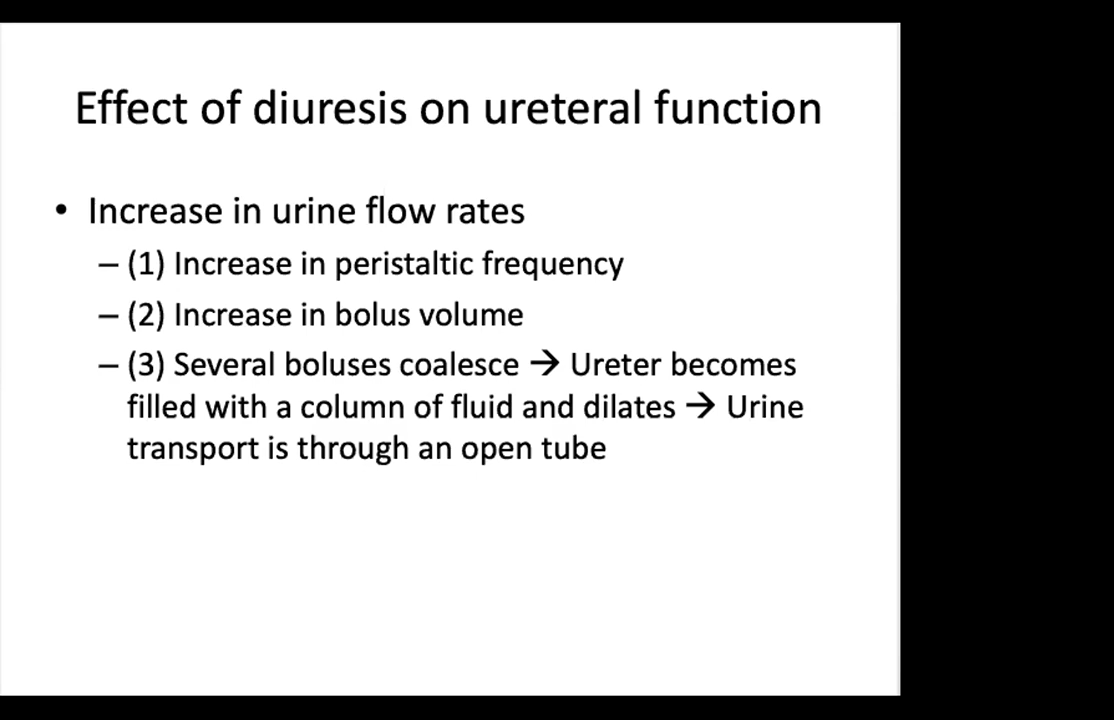 Effect of diuresis on ureteral function
• Increase in urine flow rates
– (1) Increase in peristaltic frequency
– (2) Increase in bolus volume
– (3) Several boluses coalesce → Ureter becomes
filled with a column of fluid and dilates → Urine
transport is through an open tube